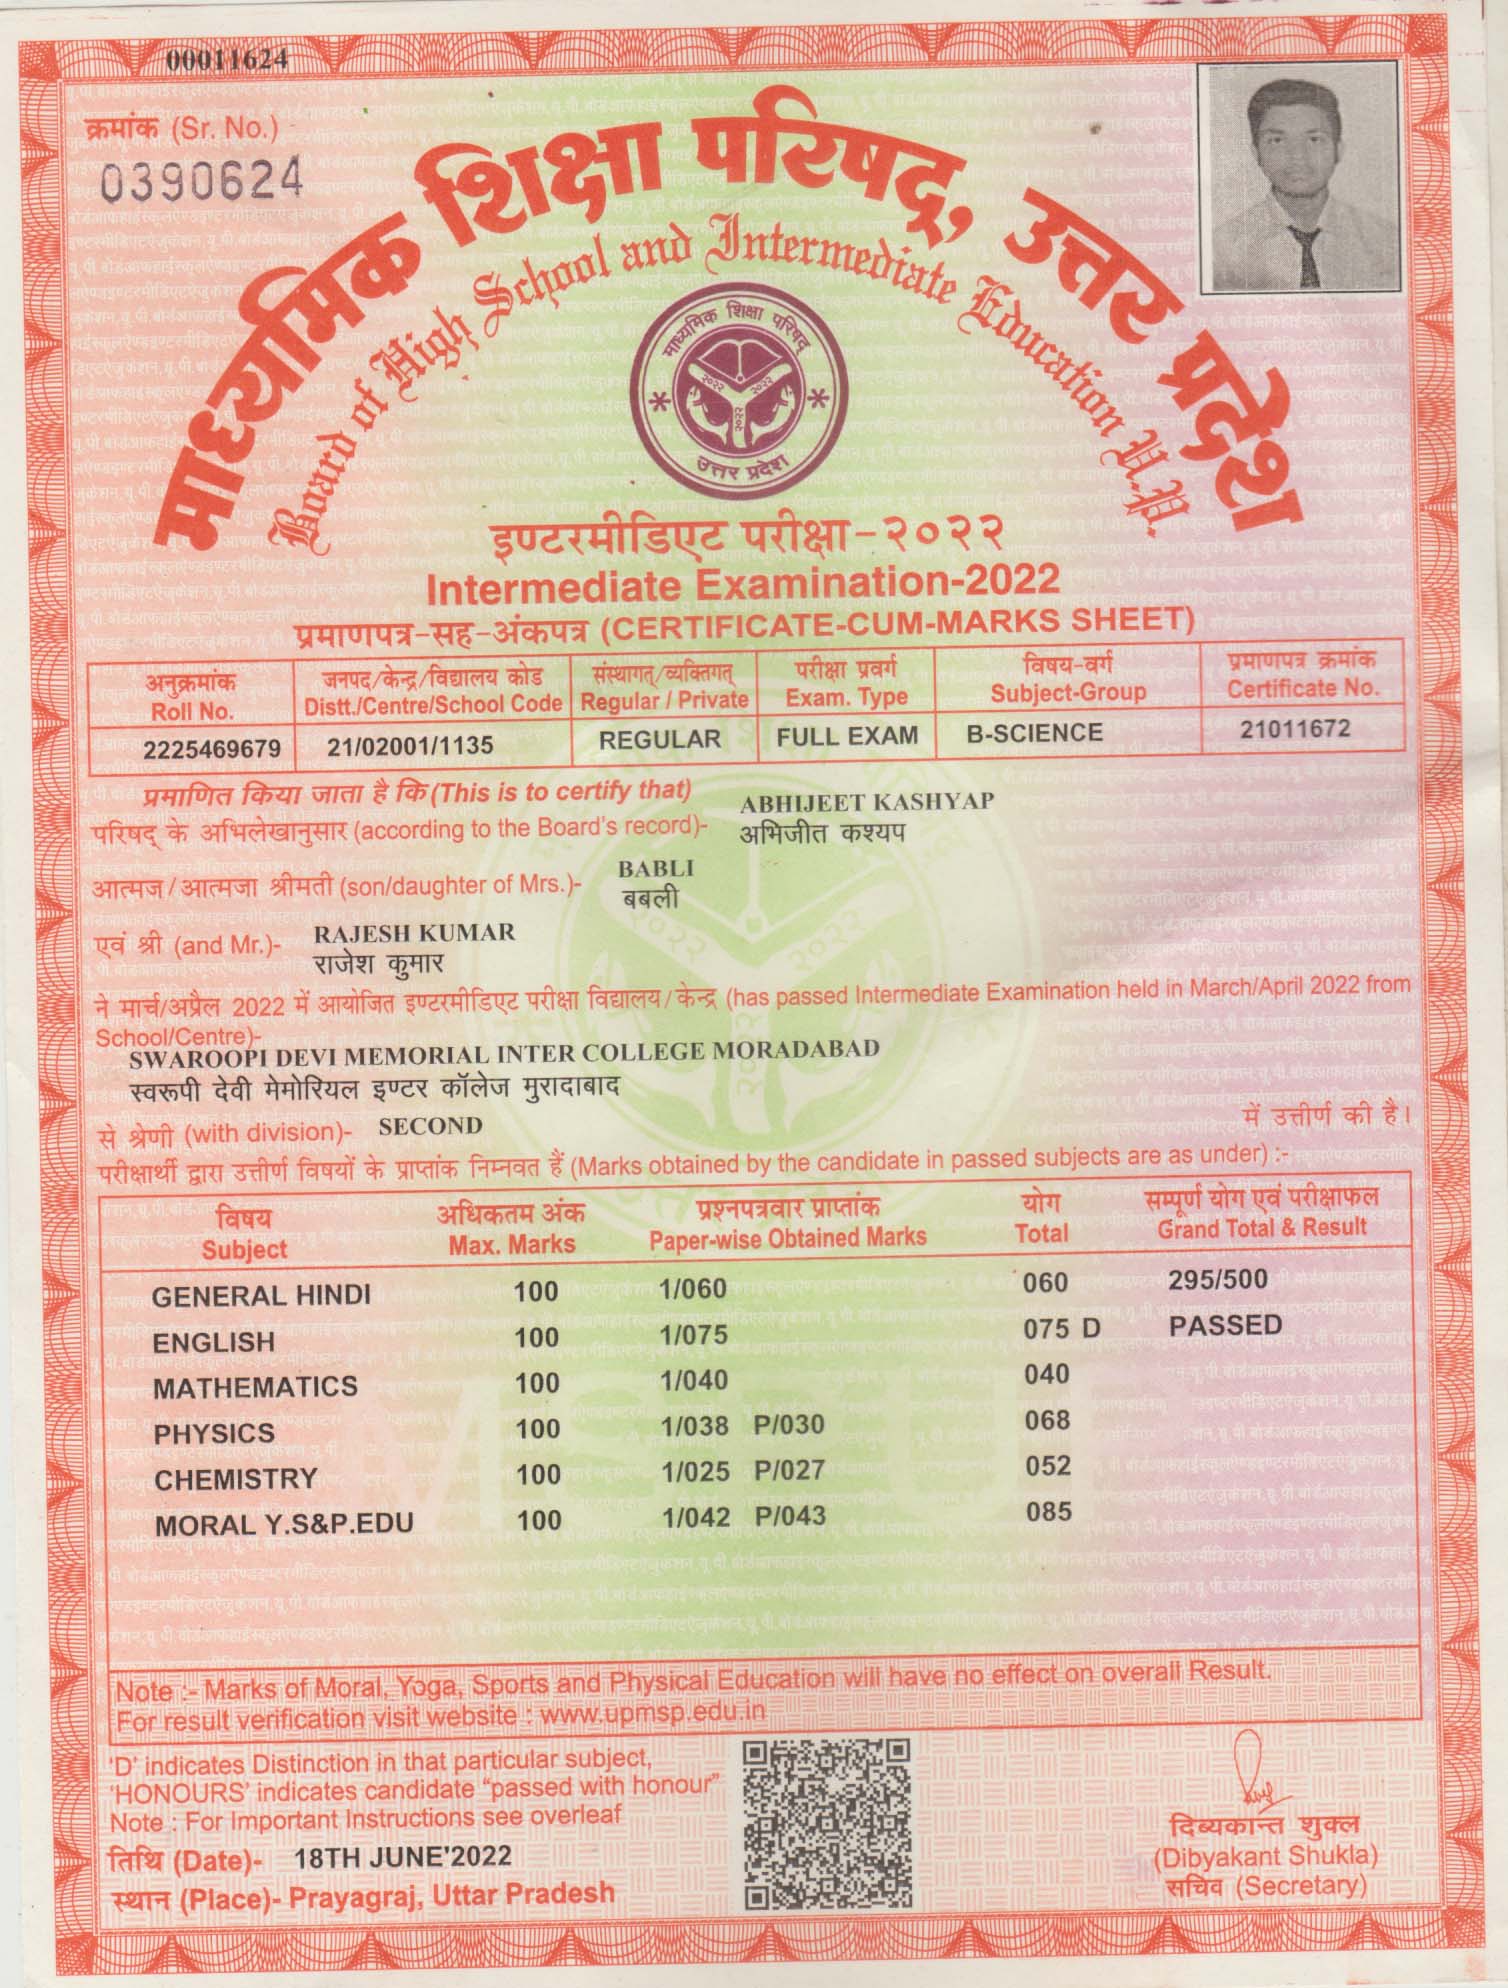 00011624
क्रमांक (Sr. No.)
0390624
माध्यमिक शिक्षा परिषद्, उत्तर प्रदेश
Board of High School and Intermediate Education U.P.
माध्यमिक शिक्षा परिषद्
२०२२ २०२२
२०२२
उत्तर प्रदेश
इण्टरमीडिएट परीक्षा-२०२२
Intermediate Examination-2022
प्रमाणपत्र-सह-अंकपत्र (CERTIFICATE-CUM-MARKS SHEET)
अनुक्रमांक जनपद/केन्द्र/विद्यालय कोड संस्थागत्/व्यक्तिगत् परीक्षा प्रवर्ग विषय-वर्ग प्रमाणपत्र क्रमांक
Roll No. Distt./Centre/School Code Regular / Private Exam. Type Subject-Group Certificate No.
2225469679 21/02001/1135 REGULAR FULL EXAM B-SCIENCE 21011672
प्रमाणित किया जाता है कि (This is to certify that) ABHIJEET KASHYAP
परिषद् के अभिलेखानुसार (according to the Board's record)- अभिजीत कश्यप
BABLI
आत्मज/आत्मजा श्रीमती (son/daughter of Mrs.)- बबली
एवं श्री (and Mr.)- RAJESH KUMAR
राजेश कुमार
ने मार्च/अप्रैल 2022 में आयोजित इण्टरमीडिएट परीक्षा विद्यालय/केन्द्र (has passed Intermediate Examination held in March/April 2022 from
School/Centre)-
SWAROOPI DEVI MEMORIAL INTER COLLEGE MORADABAD
स्वरूपी देवी मेमोरियल इण्टर कॉलेज मुरादाबाद
से श्रेणी (with division)- SECOND में उत्तीर्ण की है।
परीक्षार्थी द्वारा उत्तीर्ण विषयों के प्राप्तांक निम्नवत हैं (Marks obtained by the candidate in passed subjects are as under) :-
विषय अधिकतम अंक प्रश्नपत्रवार प्राप्तांक योग सम्पूर्ण योग एवं परीक्षाफल
Subject Max. Marks Paper-wise Obtained Marks Total Grand Total & Result
GENERAL HINDI 100 1/060 060 295/500
ENGLISH 100 1/075 075 D PASSED
MATHEMATICS 100 1/040 040
PHYSICS 100 1/038 P/030 068
CHEMISTRY 100 1/025 P/027 052
MORAL Y.S&P.EDU 100 1/042 P/043 085
Note :- Marks of Moral, Yoga, Sports and Physical Education will have no effect on overall Result.
For result verification visit website : www.upmsp.edu.in
'D' indicates Distinction in that particular subject,
'HONOURS' indicates candidate "passed with honour"
Note : For Important Instructions see overleaf
तिथि (Date)- 18TH JUNE'2022
स्थान (Place)- Prayagraj, Uttar Pradesh
दिब्यकान्त शुक्ल
(Dibyakant Shukla)
सचिव (Secretary)